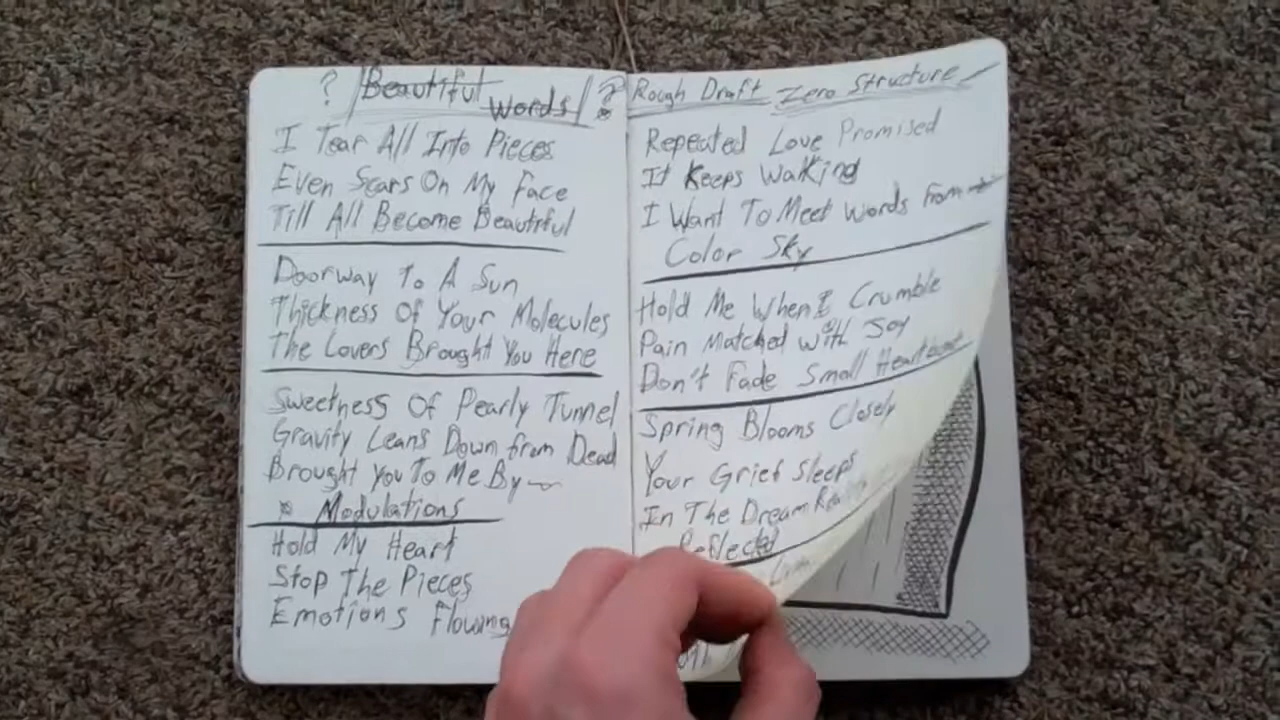 ? Beautiful Words ?
I Tear All Into Pieces
Even Scars On My Face
Till All Become Beautiful
Doorway To A Sun
Thickness Of Your Molecules
The Lovers Brought You Here
Sweetness Of Pearly Tunnel
Gravity Leans Down from Dead
Brought You To Me By
Modulations
Hold My Heart
Stop The Pieces
Emotions Flowing
Rough Draft Zero Structure
Repeated Love Promised
It Keeps Walking
I Want To Meet Words From
Color Sky
Hold Me When I Crumble
Pain Matched With Joy
Don't Fade Small Heartbeat
Spring Blooms Closely
Your Grief Sleeps
In The Dream
Reflected